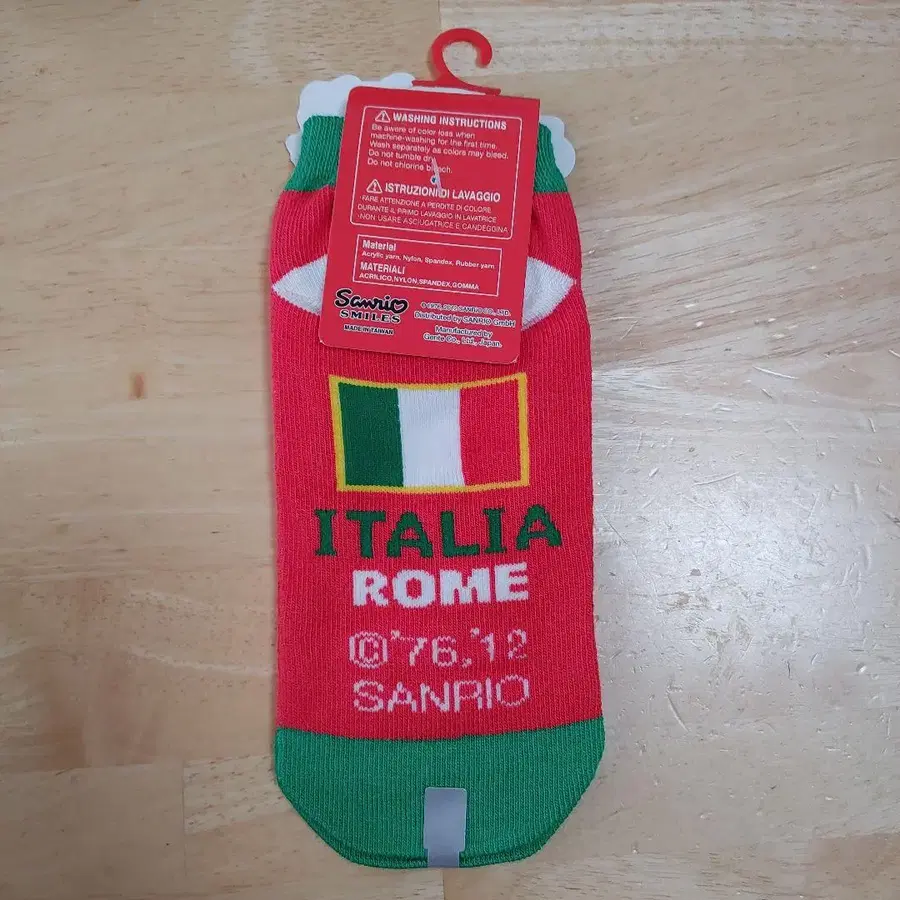 WASHING INSTRUCTIONS
Be aware of color loss when
machine-washing for the first time.
Wash separately as colors may bleed.
Do not tumble dry.
Do not chlorine bleach.
ISTRUZIONI DI LAVAGGIO
·FARE ATTENZIONE A PERDITE DI COLORE
DURANTE IL PRIMO LAVAGGIO IN LAVATRICE
·NON USARE ASCIUGATRICE E CANDEGGINA
Material
Acrylic yarn, Nylon, Spandex, Rubber yarn
MATERIALI
ACRILICO,NYLON,SPANDEX,GOMMA
Sanrio
SMILES
MADE IN TAIWAN
SANRIO CO., LTD.
Distributed by SANRIO GmbH
Manufactured by
Gente Co., Ltd., Japan.
ITALIA
ROME
©'76,'12
SANRIO